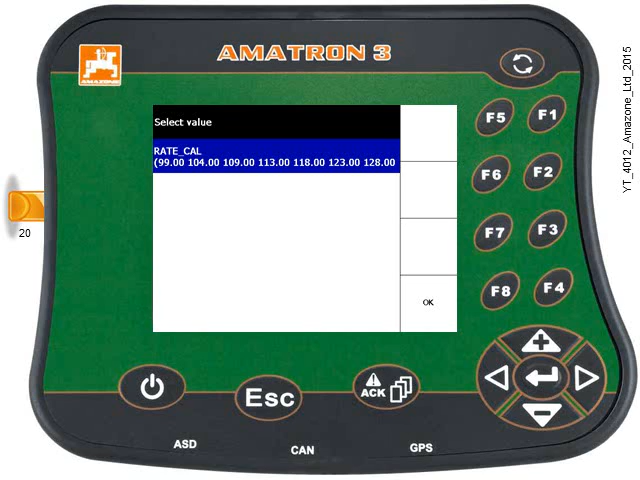 AMATRON 3
AMAZONE
Select value
RATE_CAL
(99.00 104.00 109.00 113.00 118.00 123.00 128.00
OK
F5
F1
F6
F2
F7
F3
F8
F4
Esc
ACK
ASD
CAN
GPS
20
YT_4012_Amazone_Ltd_2015